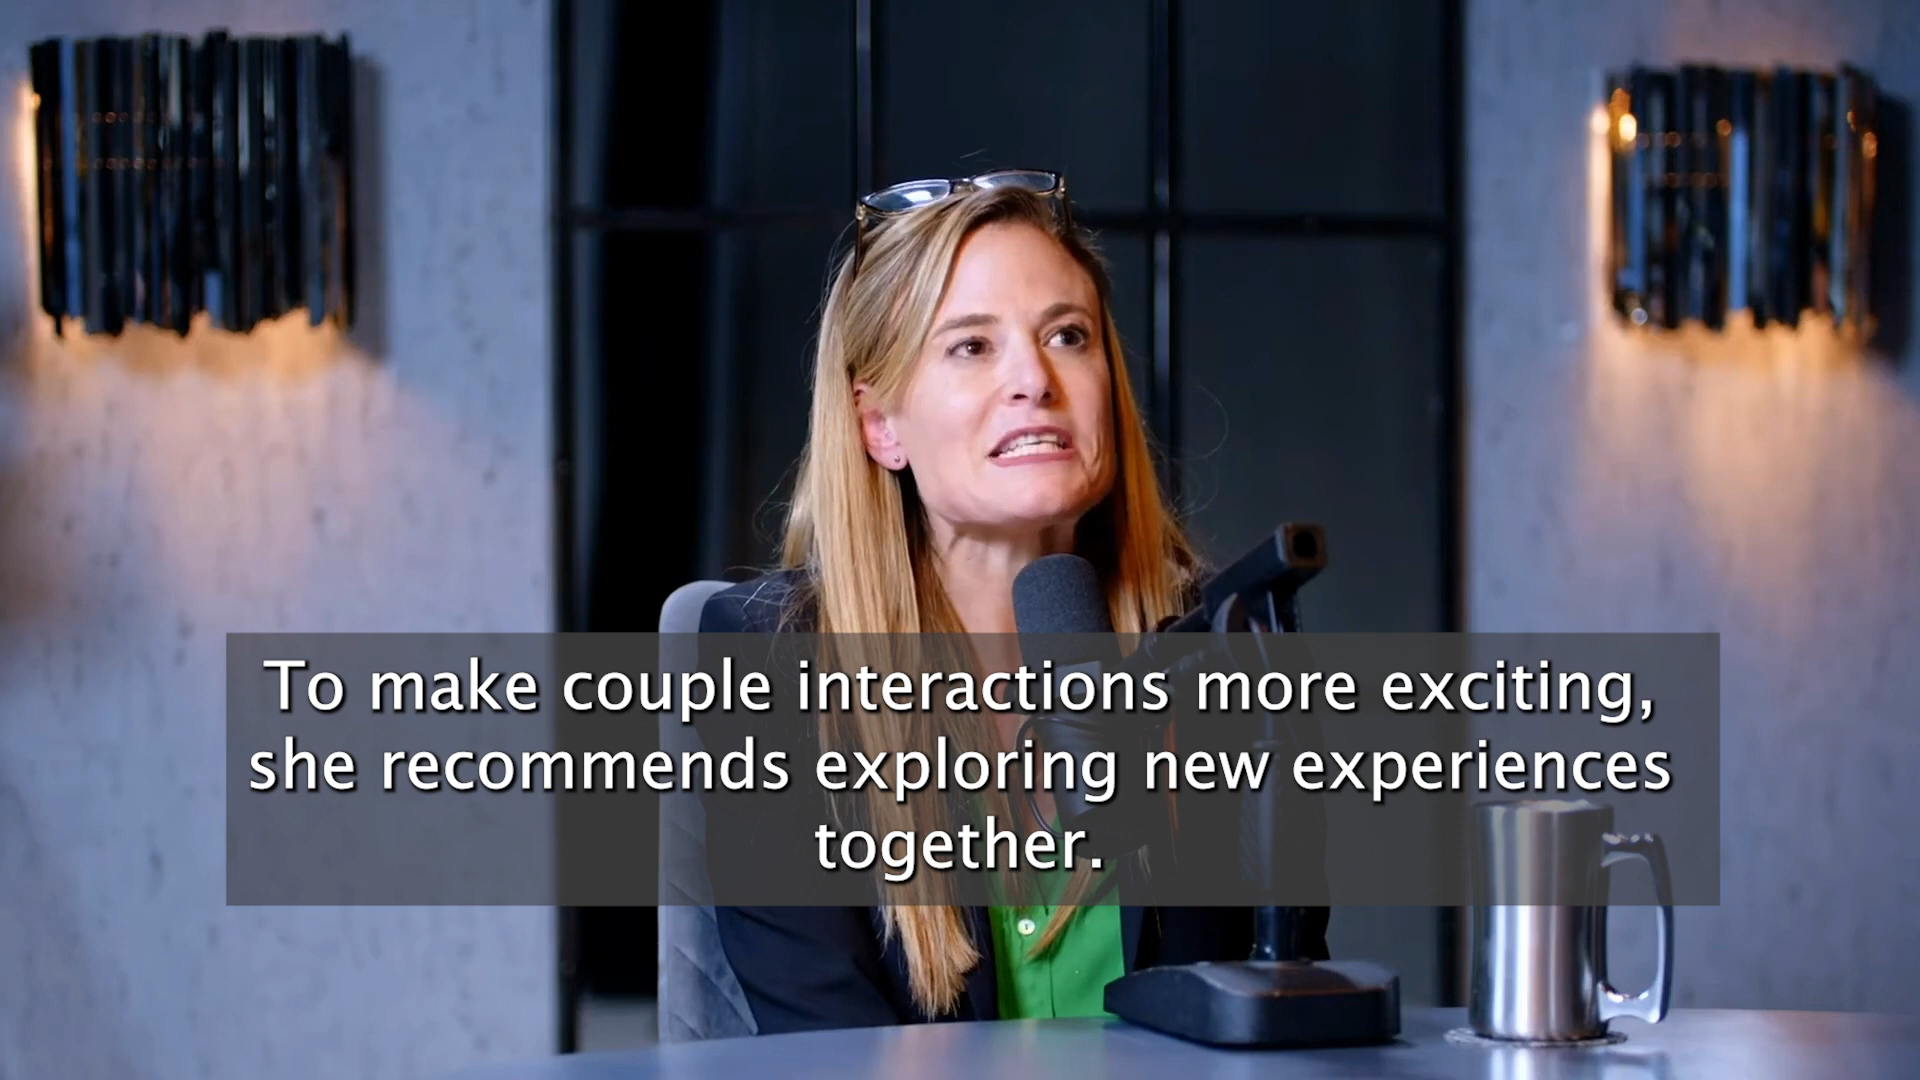 To make couple interactions more exciting,
she recommends exploring new experiences
together.